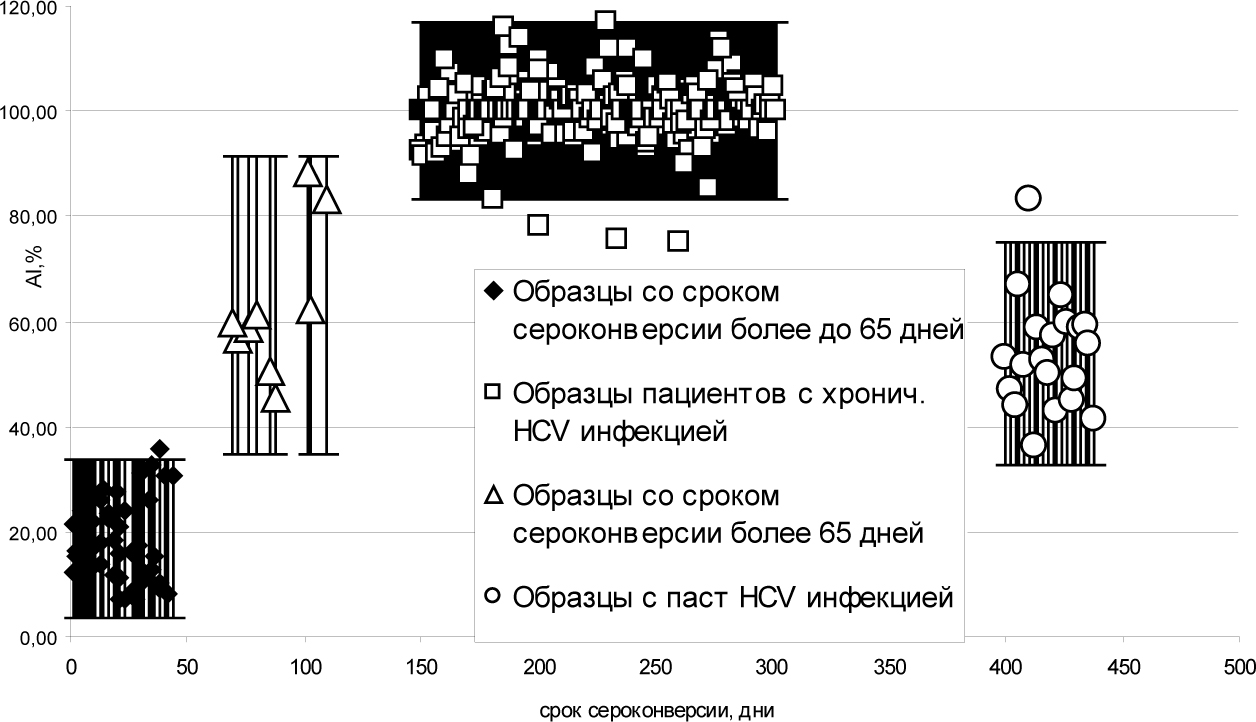 120,00
100,00
80,00
60,00
40,00
20,00
0,00
AI,%
Образцы со сроком
сероконверсии более до 65 дней
Образцы пациентов с хронич.
HCV инфекцией
Образцы со сроком
сероконверсии более 65 дней
Образцы с паст HCV инфекцией
0 50 100 150 200 250 300 350 400 450 500
срок сероконверсии, дни